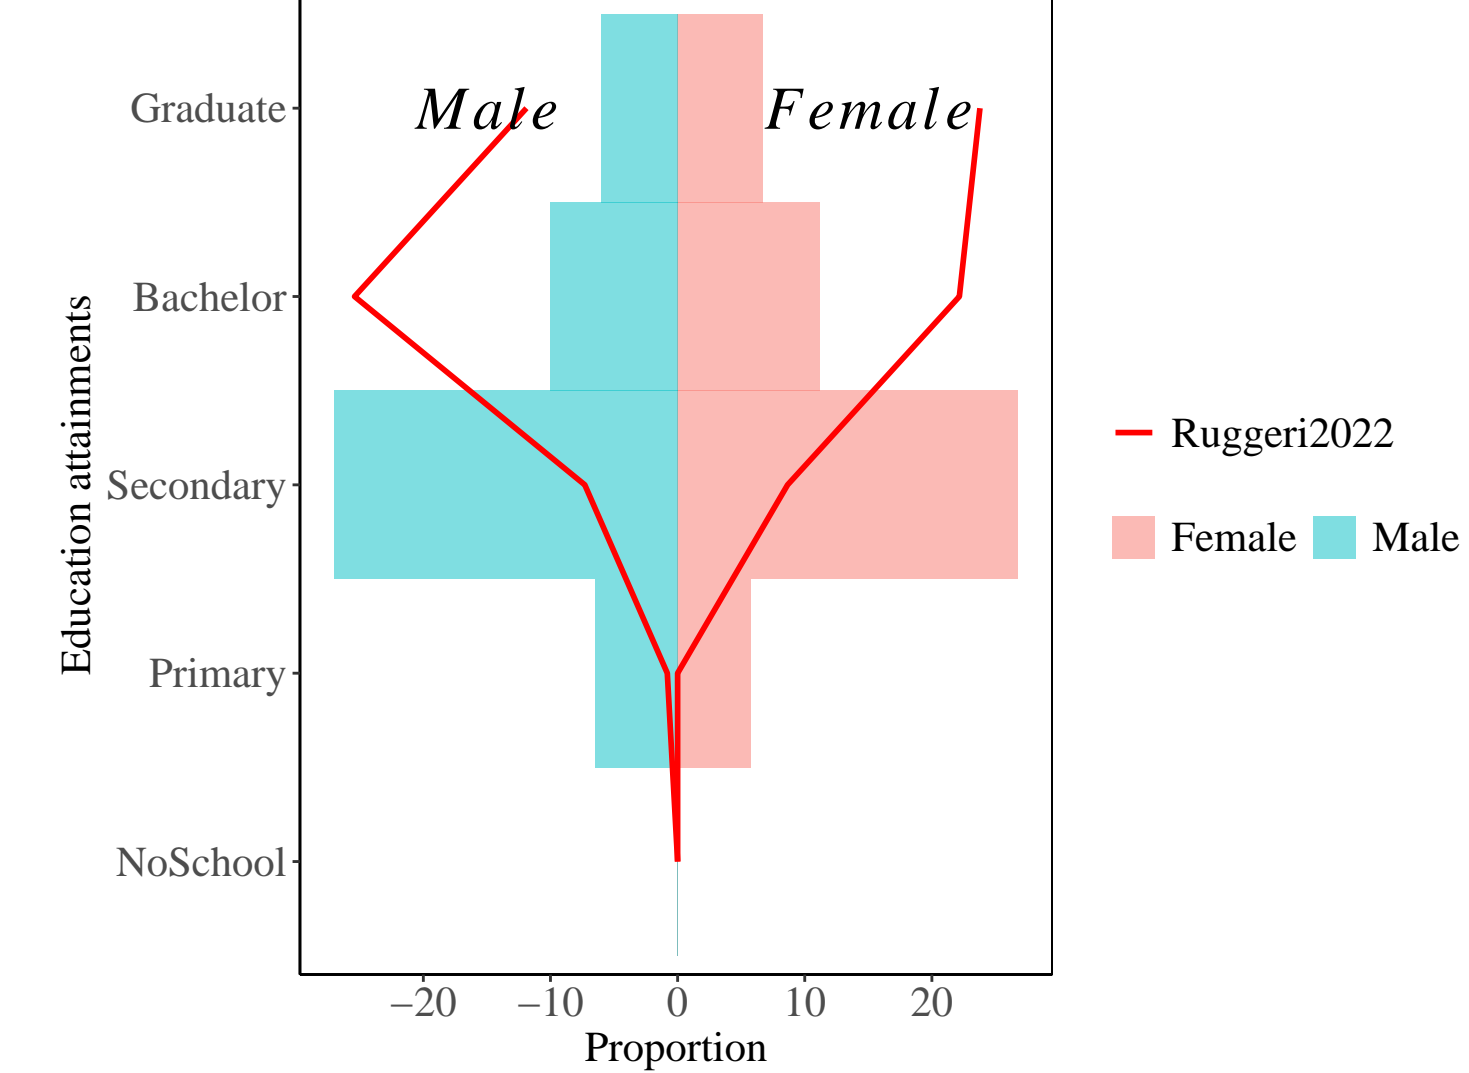 Male Female
Graduate
Bachelor
Secondary
Primary
NoSchool
Education attainments
−20 −10 0 10 20
Proportion
Ruggeri2022
Female Male